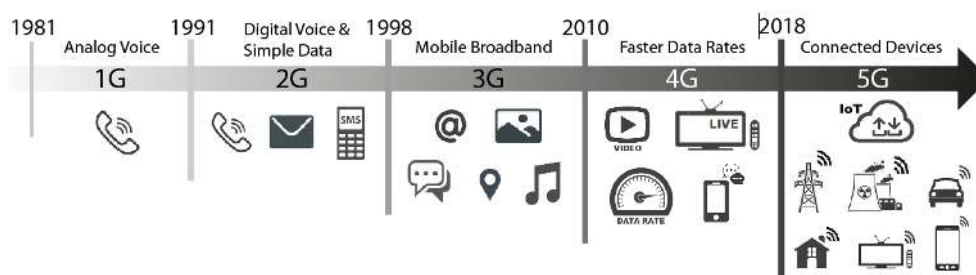 1981
1991
1998
2010
2018
Analog Voice
Digital Voice &
Simple Data
Mobile Broadband
Faster Data Rates
Connected Devices
1G
2G
3G
4G
5G
SMS
@
VIDEO
LIVE
DATA RATE
IoT